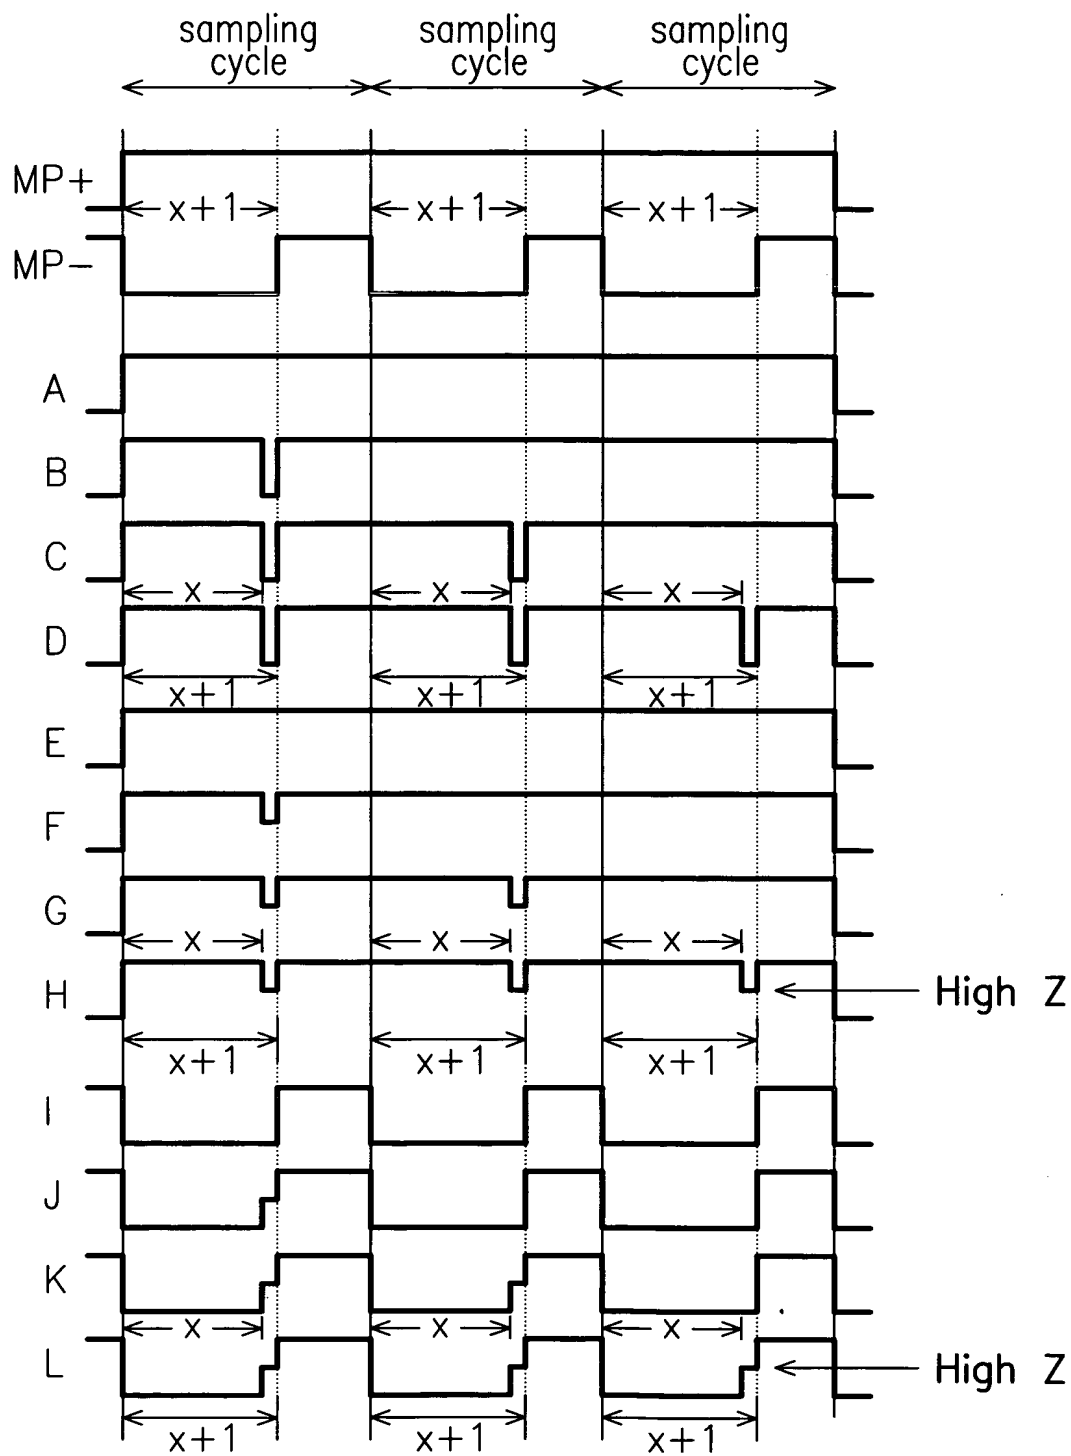 sampling cycle sampling cycle sampling cycle
MP+
x+1 x+1 x+1
MP-
A
B
C
x x x
D
x+1 x+1 x+1
E
F
G
x x x
H High Z
x+1 x+1 x+1
I
J
K
x x x
L High Z
x+1 x+1 x+1